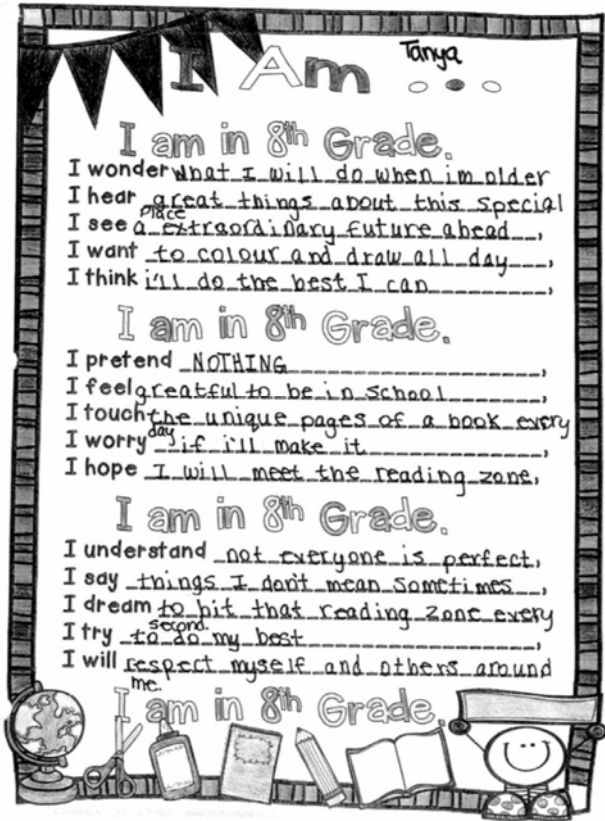 Tanya
I Am ...
I am in 8th Grade.
I wonder what I will do when im older
I hear great things about this special
place
I see a extraordinary future ahead,
I want to colour and draw all day,
I think i'll do the best I can,
I am in 8th Grade.
I pretend NOTHING,
I feel greatful to be in school,
I touch the unique pages of a book every
day
I worry if i'll make it,
I hope I will meet the reading zone,
I am in 8th Grade.
I understand not everyone is perfect,
I say things I don't mean sometimes,
I dream to hit that reading zone every
second.
I try to do my best,
I will respect myself and others around
me.
I am in 8th Grade.